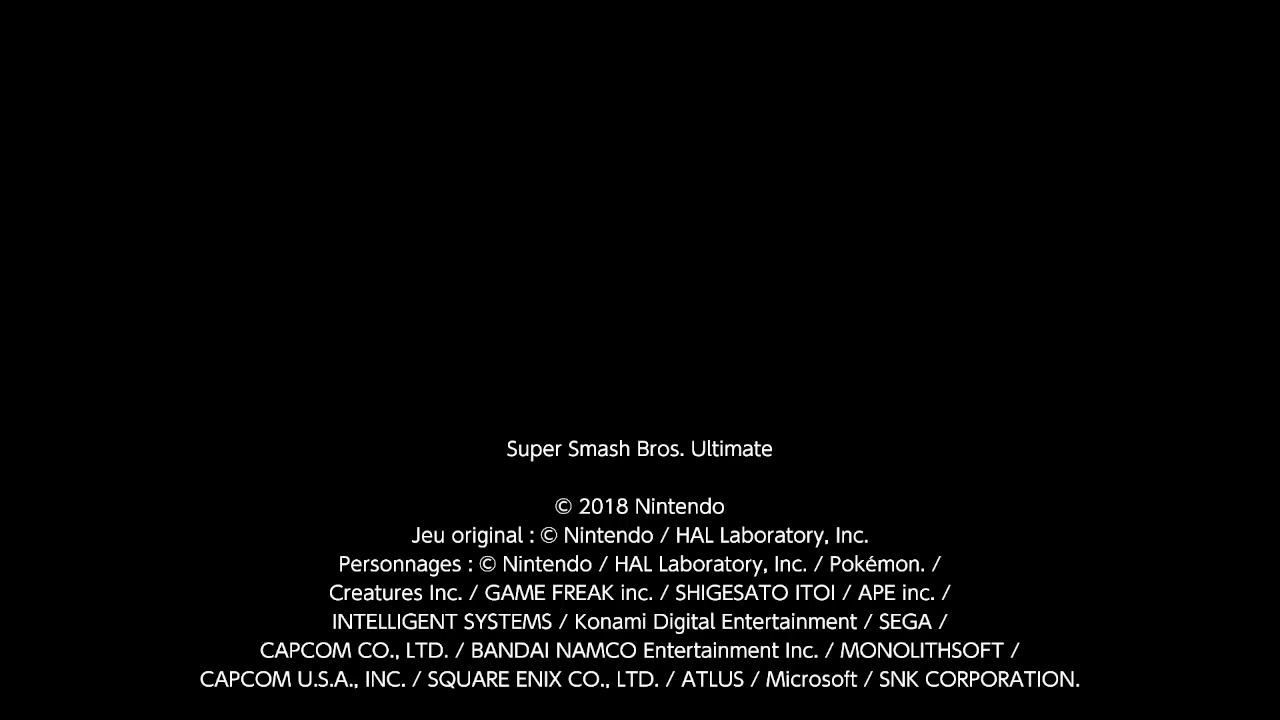 Super Smash Bros. Ultimate
© 2018 Nintendo
Jeu original : © Nintendo / HAL Laboratory, Inc.
Personnages : © Nintendo / HAL Laboratory, Inc. / Pokémon. /
Creatures Inc. / GAME FREAK inc. / SHIGESATO ITOI / APE inc. /
INTELLIGENT SYSTEMS / Konami Digital Entertainment / SEGA /
CAPCOM CO., LTD. / BANDAI NAMCO Entertainment Inc. / MONOLITHSOFT /
CAPCOM U.S.A., INC. / SQUARE ENIX CO., LTD. / ATLUS / Microsoft / SNK CORPORATION.